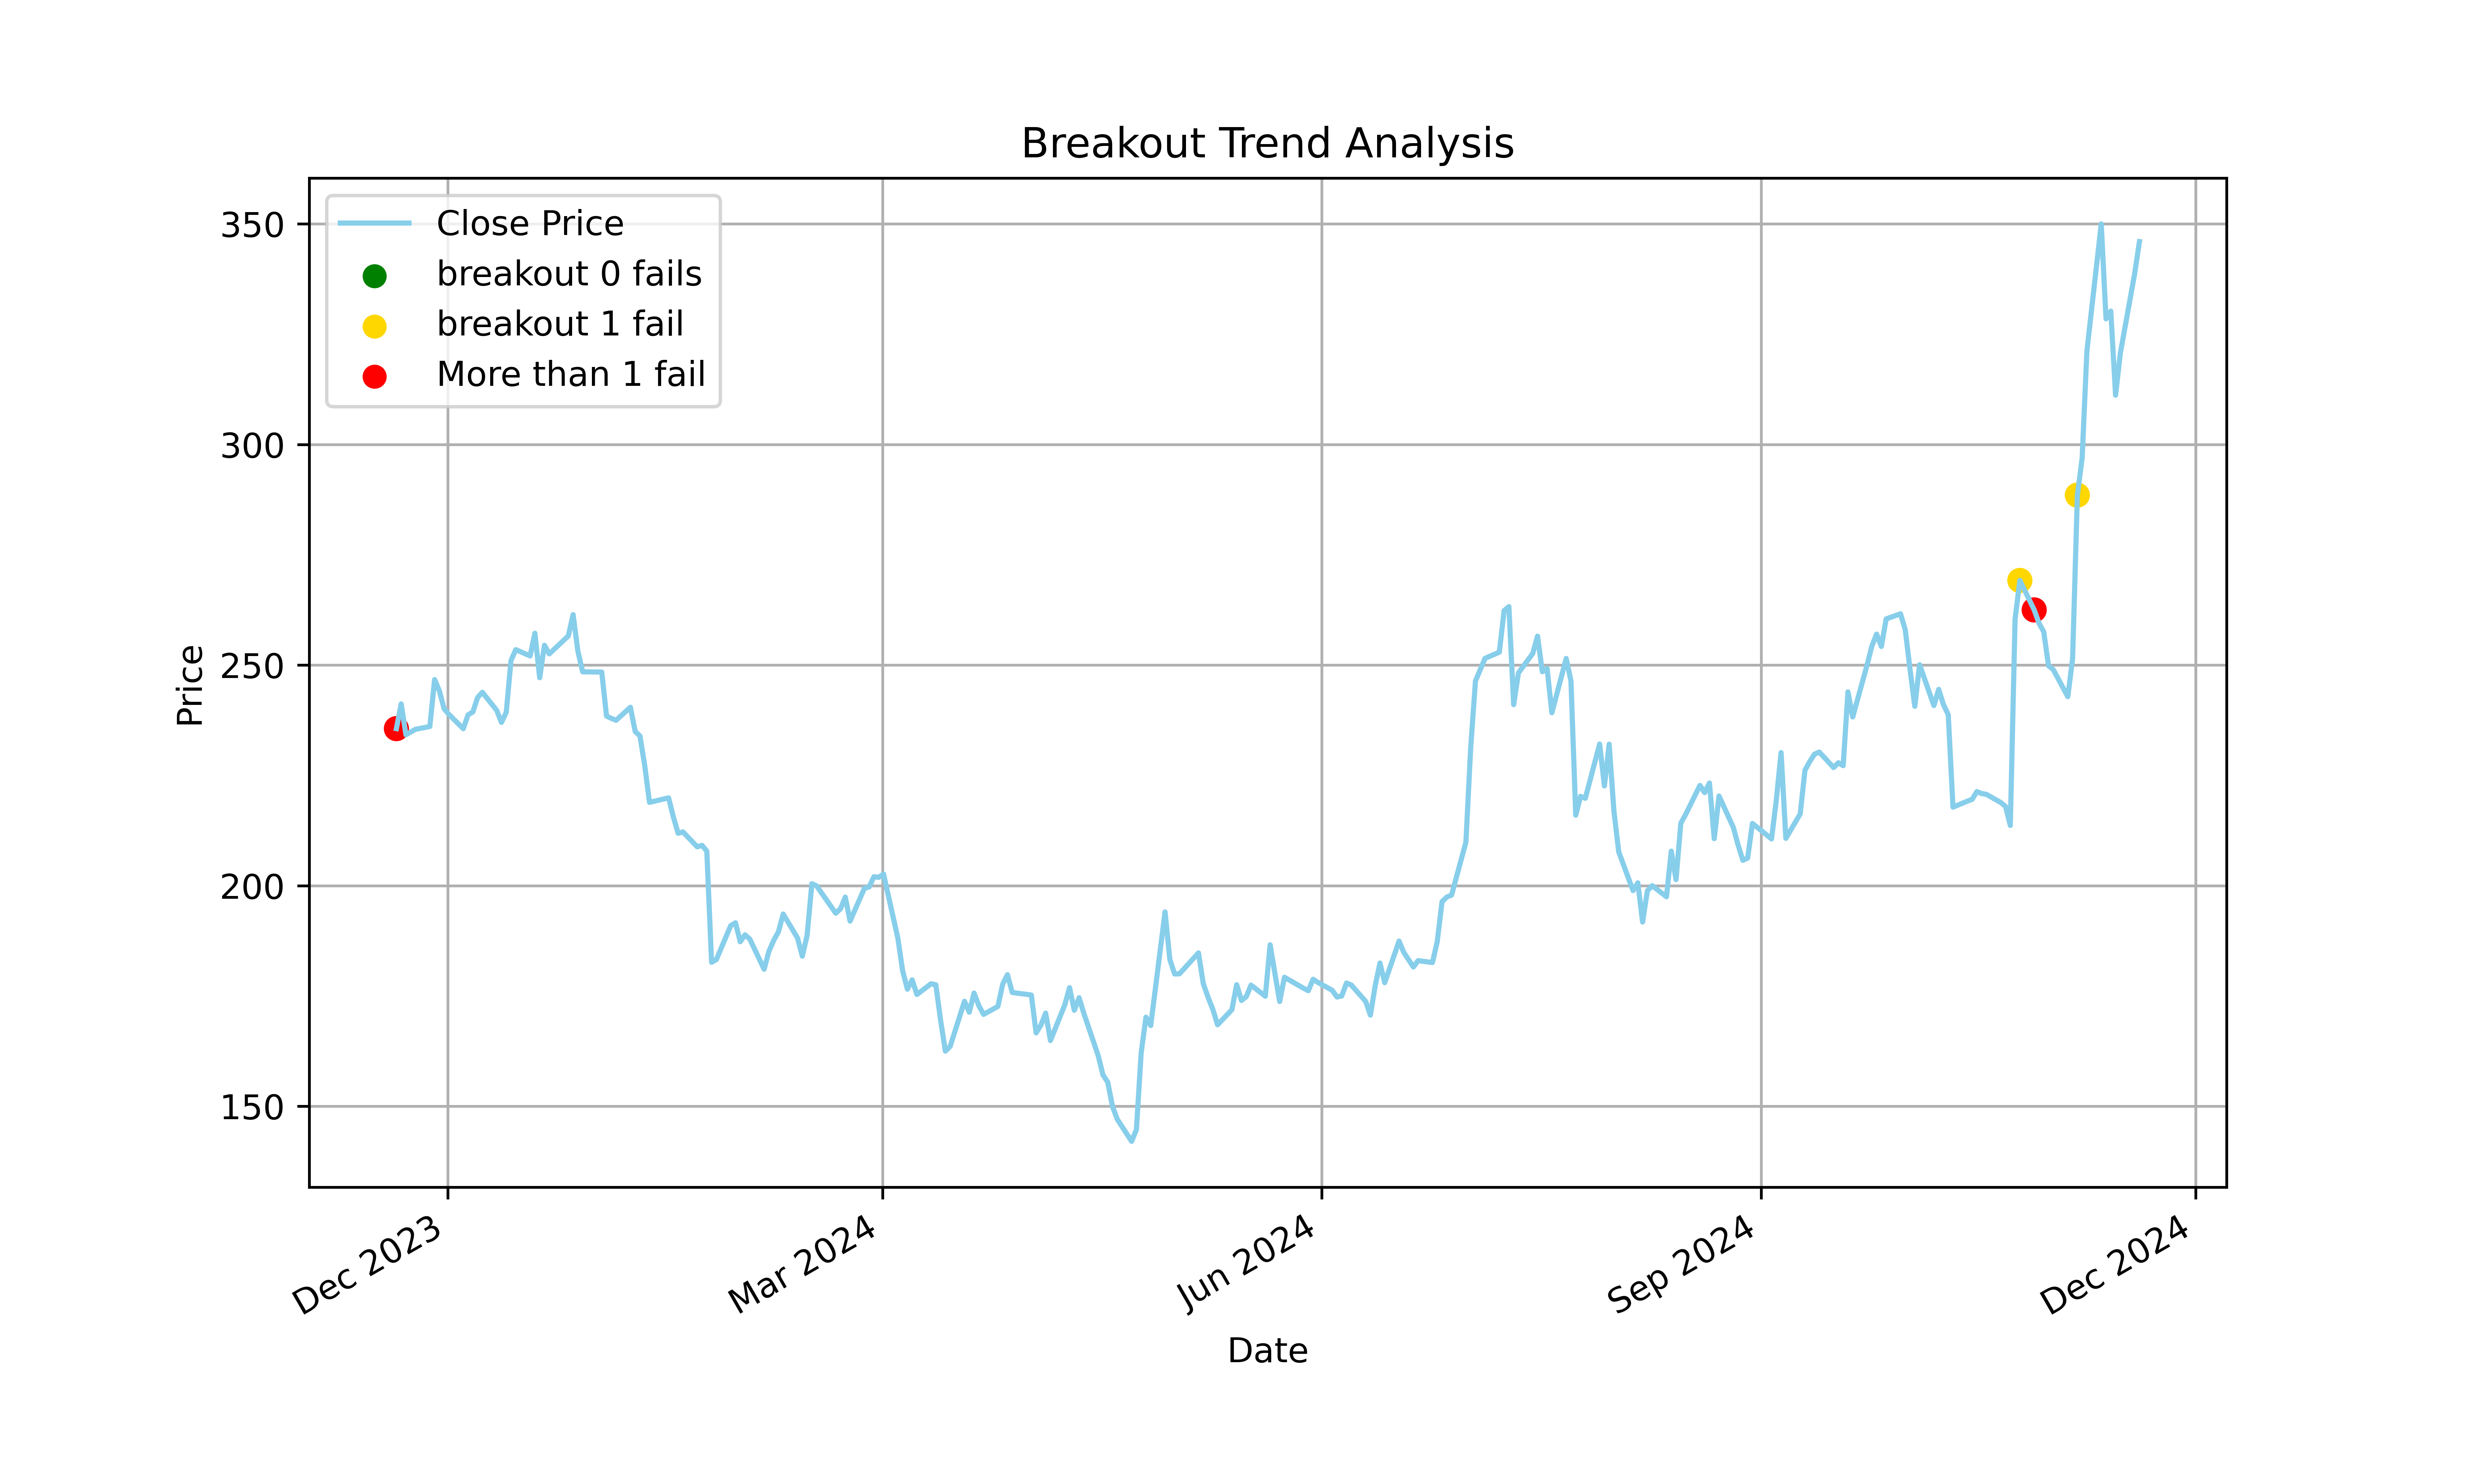 Breakout Trend Analysis
Close Price
breakout 0 fails
breakout 1 fail
More than 1 fail
350
300
250
200
150
Price
Dec 2023
Mar 2024
Jun 2024
Sep 2024
Dec 2024
Date